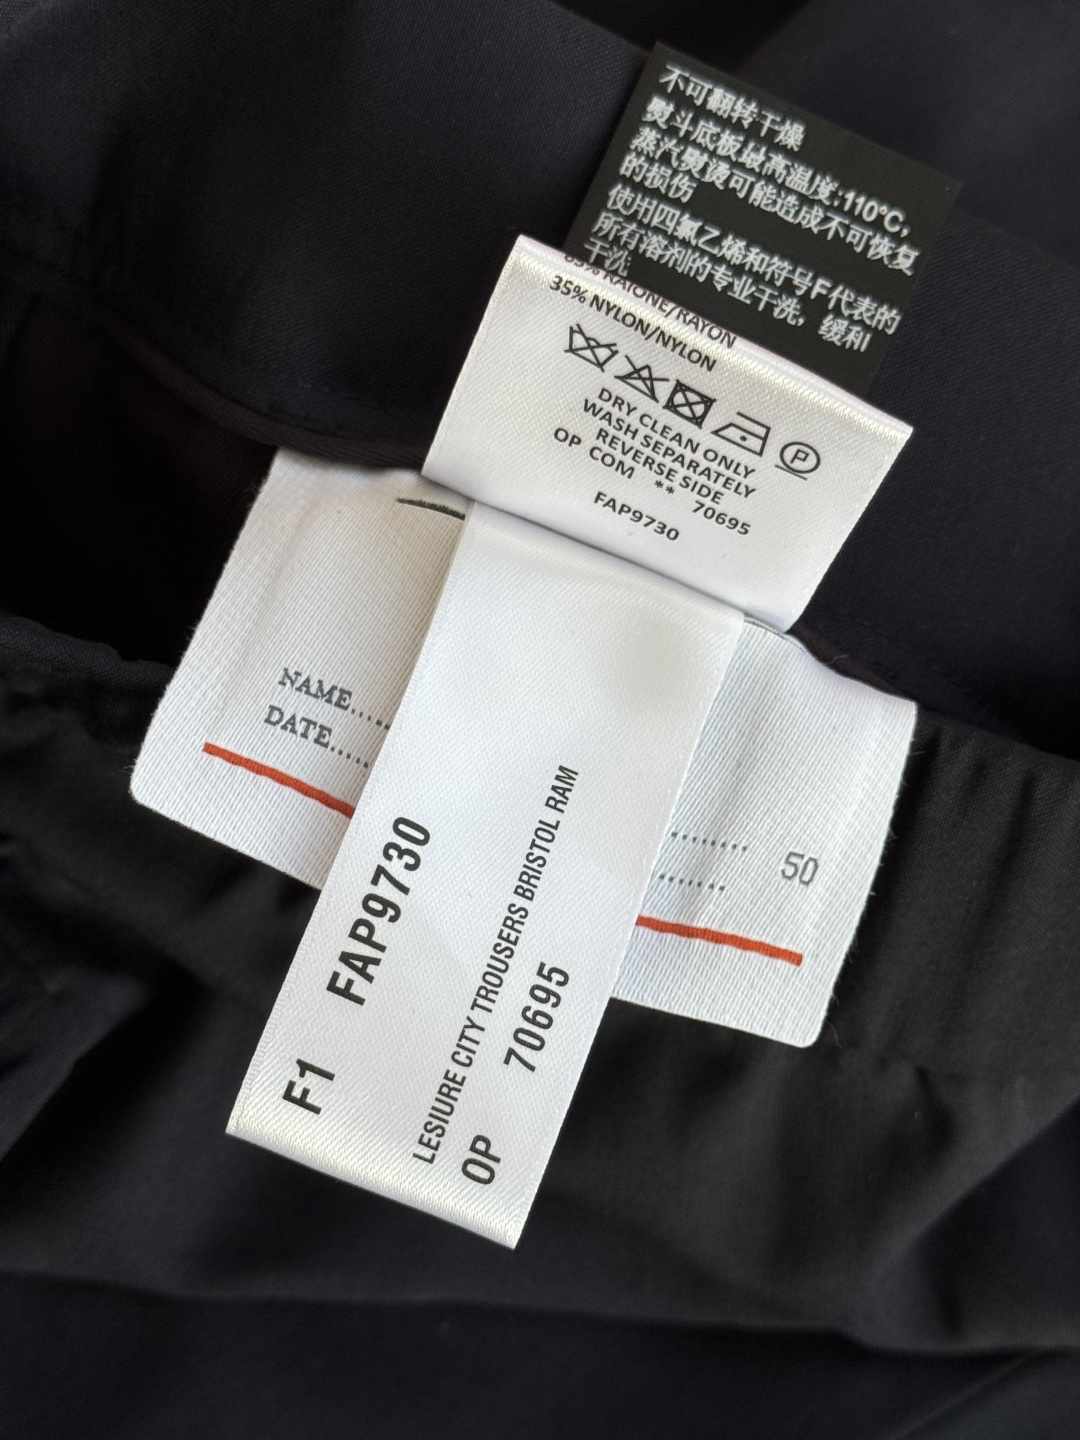 不可翻转干燥
熨斗底板最高温度:110°C,
蒸汽熨烫可能造成不可恢复
的损伤
使用四氯乙烯和符号F代表的
所有溶剂的专业干洗，缓和
干洗
65% RAIONE/RAYON
35% NYLON/NYLON
P
DRY CLEAN ONLY
WASH SEPARATELY
REVERSE SIDE
OP COM ** 70695
FAP9730
NAME.....
DATE.....
50
F1 FAP9730
LESIURE CITY TROUSERS BRISTOL RAM
OP 70695